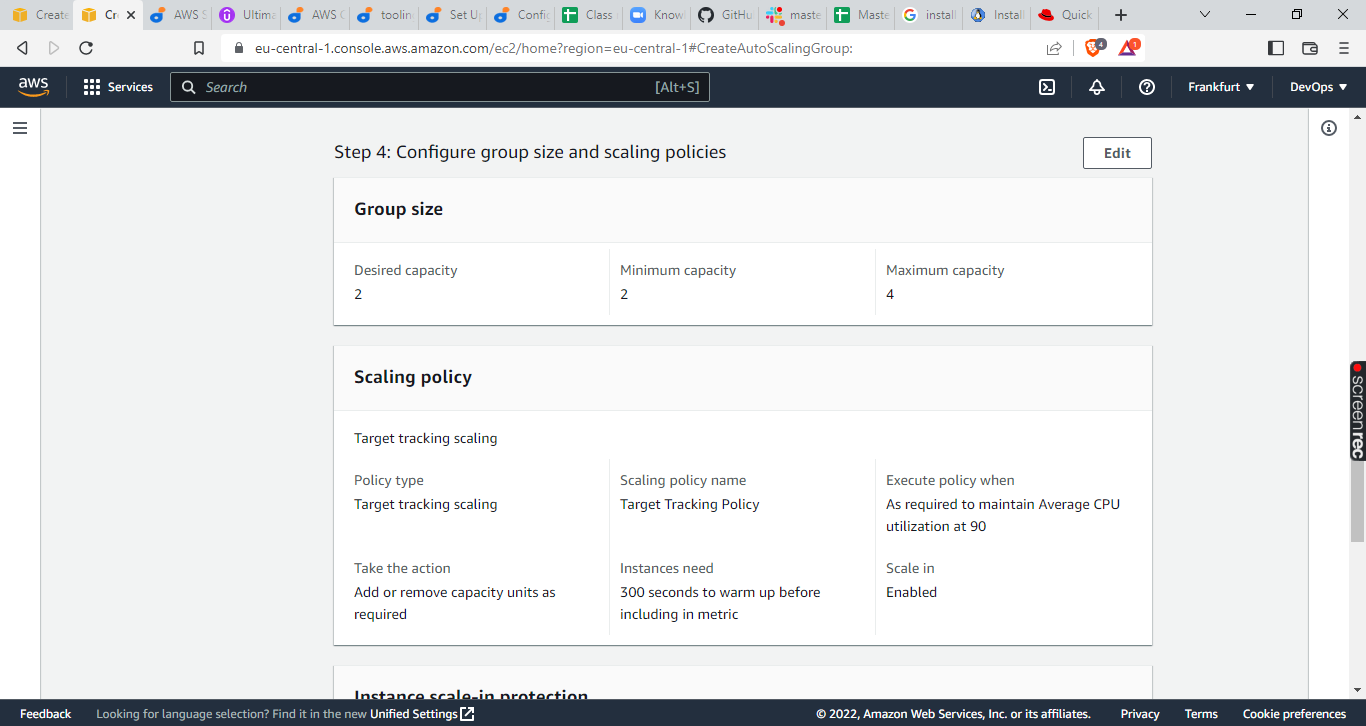 Create
Cr
AWS S
Ultima
AWS C
toolin
Set Up
Config
Class
Know
GitHu
maste
Maste
install
Install
Quick
eu-central-1.console.aws.amazon.com/ec2/home?region=eu-central-1#CreateAutoScalingGroup:
4
1
aws
Services
Search
[Alt+S]
Frankfurt
DevOps
Step 4: Configure group size and scaling policies
Edit
Group size
Desired capacity
2
Minimum capacity
2
Maximum capacity
4
Scaling policy
Target tracking scaling
Policy type
Target tracking scaling
Scaling policy name
Target Tracking Policy
Execute policy when
As required to maintain Average CPU
utilization at 90
Take the action
Add or remove capacity units as
required
Instances need
300 seconds to warm up before
including in metric
Scale in
Enabled
Instance scale-in protection
screenrec
Feedback
Looking for language selection? Find it in the new Unified Settings
© 2022, Amazon Web Services, Inc. or its affiliates.
Privacy
Terms
Cookie preferences